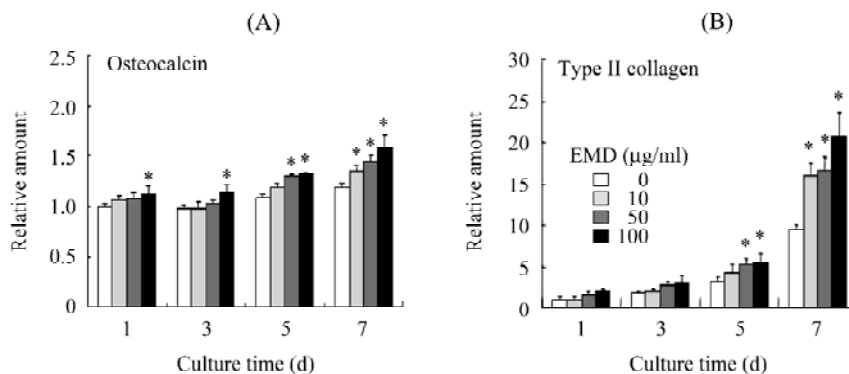 (A)
2.5
2.0
1.5
1.0
0.5
0
Osteocalcin
Relative amount
* * * * * * *
1 3 5 7
Culture time (d)
(B)
30
25
20
15
10
5
0
Type II collagen
EMD (μg/ml)
0
10
50
100
Relative amount
* * * * *
1 3 5 7
Culture time (d)